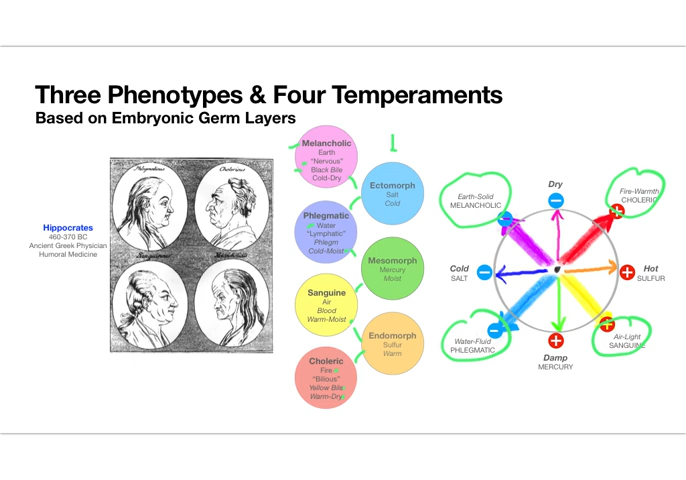 Three Phenotypes & Four Temperaments
Based on Embryonic Germ Layers
Hippocrates
460-370 BC
Ancient Greek Physician
Humoral Medicine
Phlegmaticus
Cholericus
Sanguineus
Melancholic
Earth
"Nervous"
Black Bile
Cold-Dry
Phlegmatic
Water
"Lymphatic"
Phlegm
Cold-Moist
Sanguine
Air
Blood
Warm-Moist
Choleric
Fire
"Bilious"
Yellow Bile
Warm-Dry
Ectomorph
Salt
Cold
Mesomorph
Mercury
Moist
Endomorph
Sulfur
Warm
Earth-Solid
MELANCHOLIC
Dry
Fire-Warmth
CHOLERIC
Cold
SALT
Hot
SULFUR
Water-Fluid
PHLEGMATIC
Damp
MERCURY
Air-Light
SANGUINE